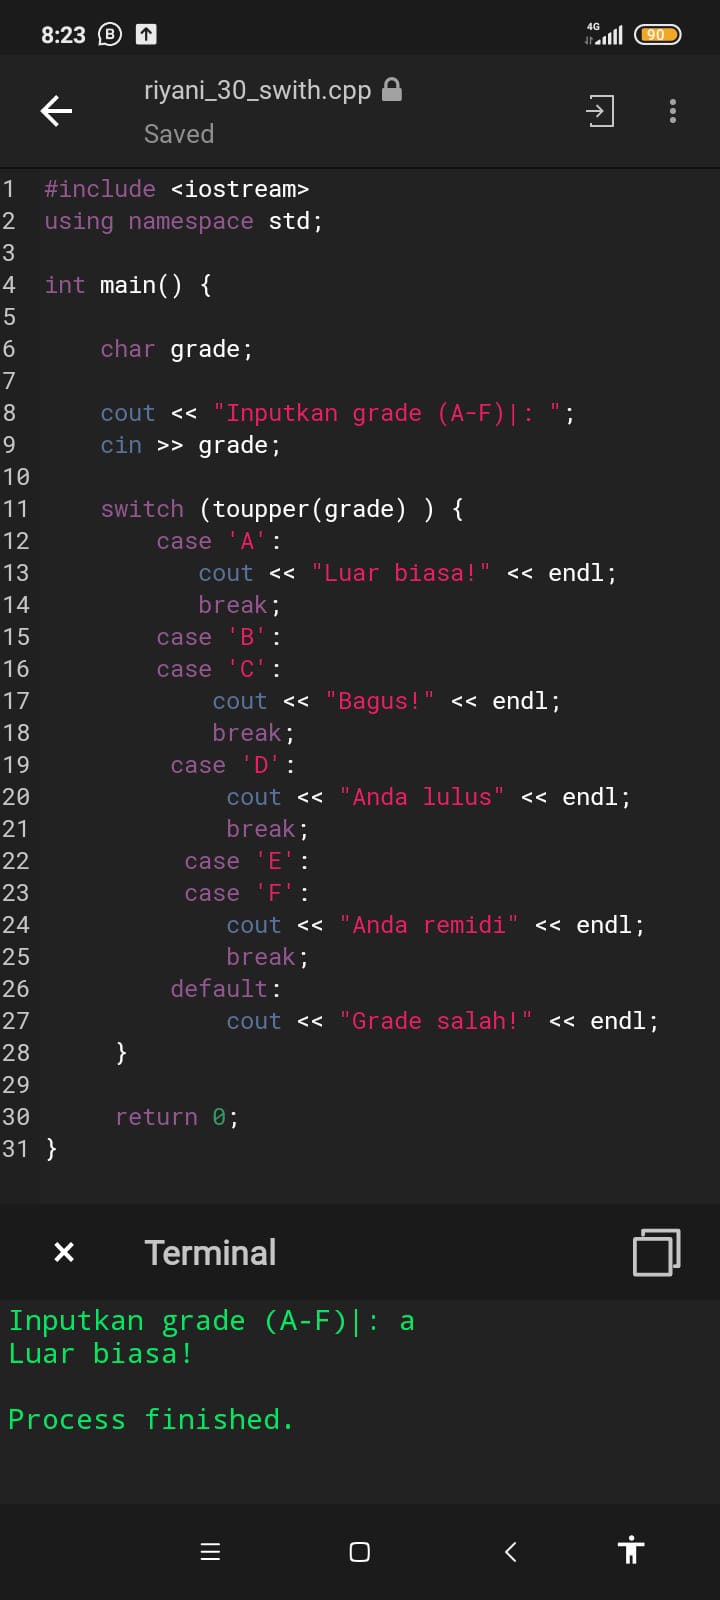 8:23 B 4G 90
riyani_30_swith.cpp
Saved
1 #include <iostream>
2 using namespace std;
3
4 int main() {
5
6     char grade;
7
8     cout << "Inputkan grade (A-F)|: ";
9     cin >> grade;
10
11     switch (toupper(grade) ) {
12         case 'A':
13            cout << "Luar biasa!" << endl;
14            break;
15         case 'B':
16         case 'C':
17             cout << "Bagus!" << endl;
18             break;
19          case 'D':
20              cout << "Anda lulus" << endl;
21              break;
22           case 'E':
23           case 'F':
24              cout << "Anda remidi" << endl;
25              break;
26          default:
27              cout << "Grade salah!" << endl;
28      }
29
30      return 0;
31 }
× Terminal
Inputkan grade (A-F)|: a
Luar biasa!
Process finished.